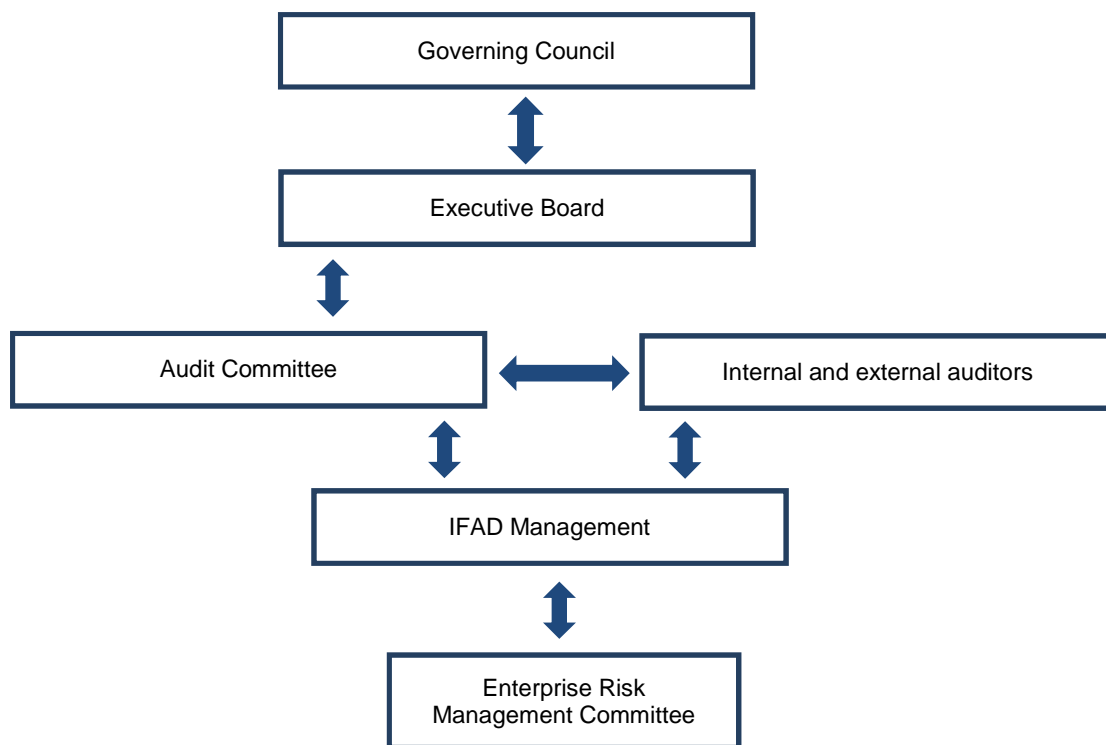 Governing Council
Executive Board
Audit Committee
Internal and external auditors
IFAD Management
Enterprise Risk
Management Committee